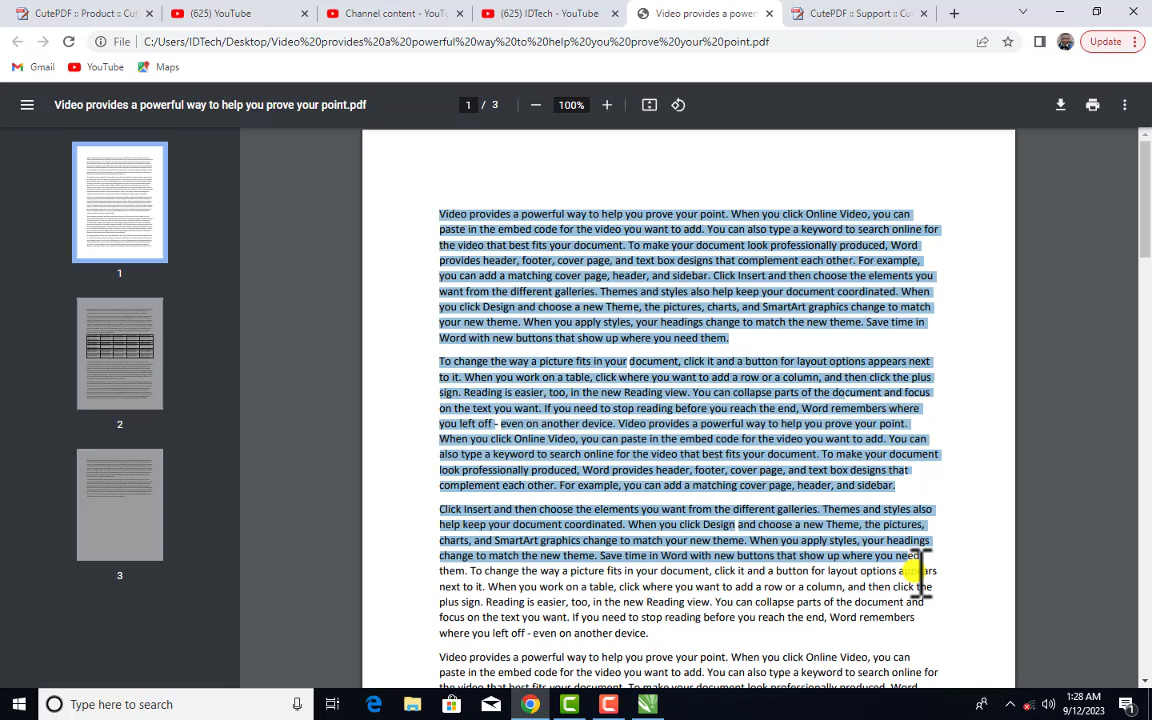 CutePDF :: Product :: Cu
(625) YouTube
Channel content - YouT
(625) IDTech - YouTube
Video provides a power
CutePDF :: Support :: Cu
File
C:/Users/IDTech/Desktop/Video%20provides%20a%20powerful%20way%20to%20help%20you%20prove%20your%20point.pdf
Update
Gmail
YouTube
Maps
Video provides a powerful way to help you prove your point.pdf
1 / 3
100%
1
2
3
Video provides a powerful way to help you prove your point. When you click Online Video, you can
paste in the embed code for the video you want to add. You can also type a keyword to search online for
the video that best fits your document. To make your document look professionally produced, Word
provides header, footer, cover page, and text box designs that complement each other. For example,
you can add a matching cover page, header, and sidebar. Click Insert and then choose the elements you
want from the different galleries. Themes and styles also help keep your document coordinated. When
you click Design and choose a new Theme, the pictures, charts, and SmartArt graphics change to match
your new theme. When you apply styles, your headings change to match the new theme. Save time in
Word with new buttons that show up where you need them.
To change the way a picture fits in your document, click it and a button for layout options appears next
to it. When you work on a table, click where you want to add a row or a column, and then click the plus
sign. Reading is easier, too, in the new Reading view. You can collapse parts of the document and focus
on the text you want. If you need to stop reading before you reach the end, Word remembers where
you left off - even on another device. Video provides a powerful way to help you prove your point.
When you click Online Video, you can paste in the embed code for the video you want to add. You can
also type a keyword to search online for the video that best fits your document. To make your document
look professionally produced, Word provides header, footer, cover page, and text box designs that
complement each other. For example, you can add a matching cover page, header, and sidebar.
Click Insert and then choose the elements you want from the different galleries. Themes and styles also
help keep your document coordinated. When you click Design and choose a new Theme, the pictures,
charts, and SmartArt graphics change to match your new theme. When you apply styles, your headings
change to match the new theme. Save time in Word with new buttons that show up where you need
them. To change the way a picture fits in your document, click it and a button for layout options appears
next to it. When you work on a table, click where you want to add a row or a column, and then click the
plus sign. Reading is easier, too, in the new Reading view. You can collapse parts of the document and
focus on the text you want. If you need to stop reading before you reach the end, Word remembers
where you left off - even on another device.
Video provides a powerful way to help you prove your point. When you click Online Video, you can
paste in the embed code for the video you want to add. You can also type a keyword to search online for
the video that best fits your document. To make your document look professionally produced, Word
Type here to search
1:28 AM
9/12/2023
1